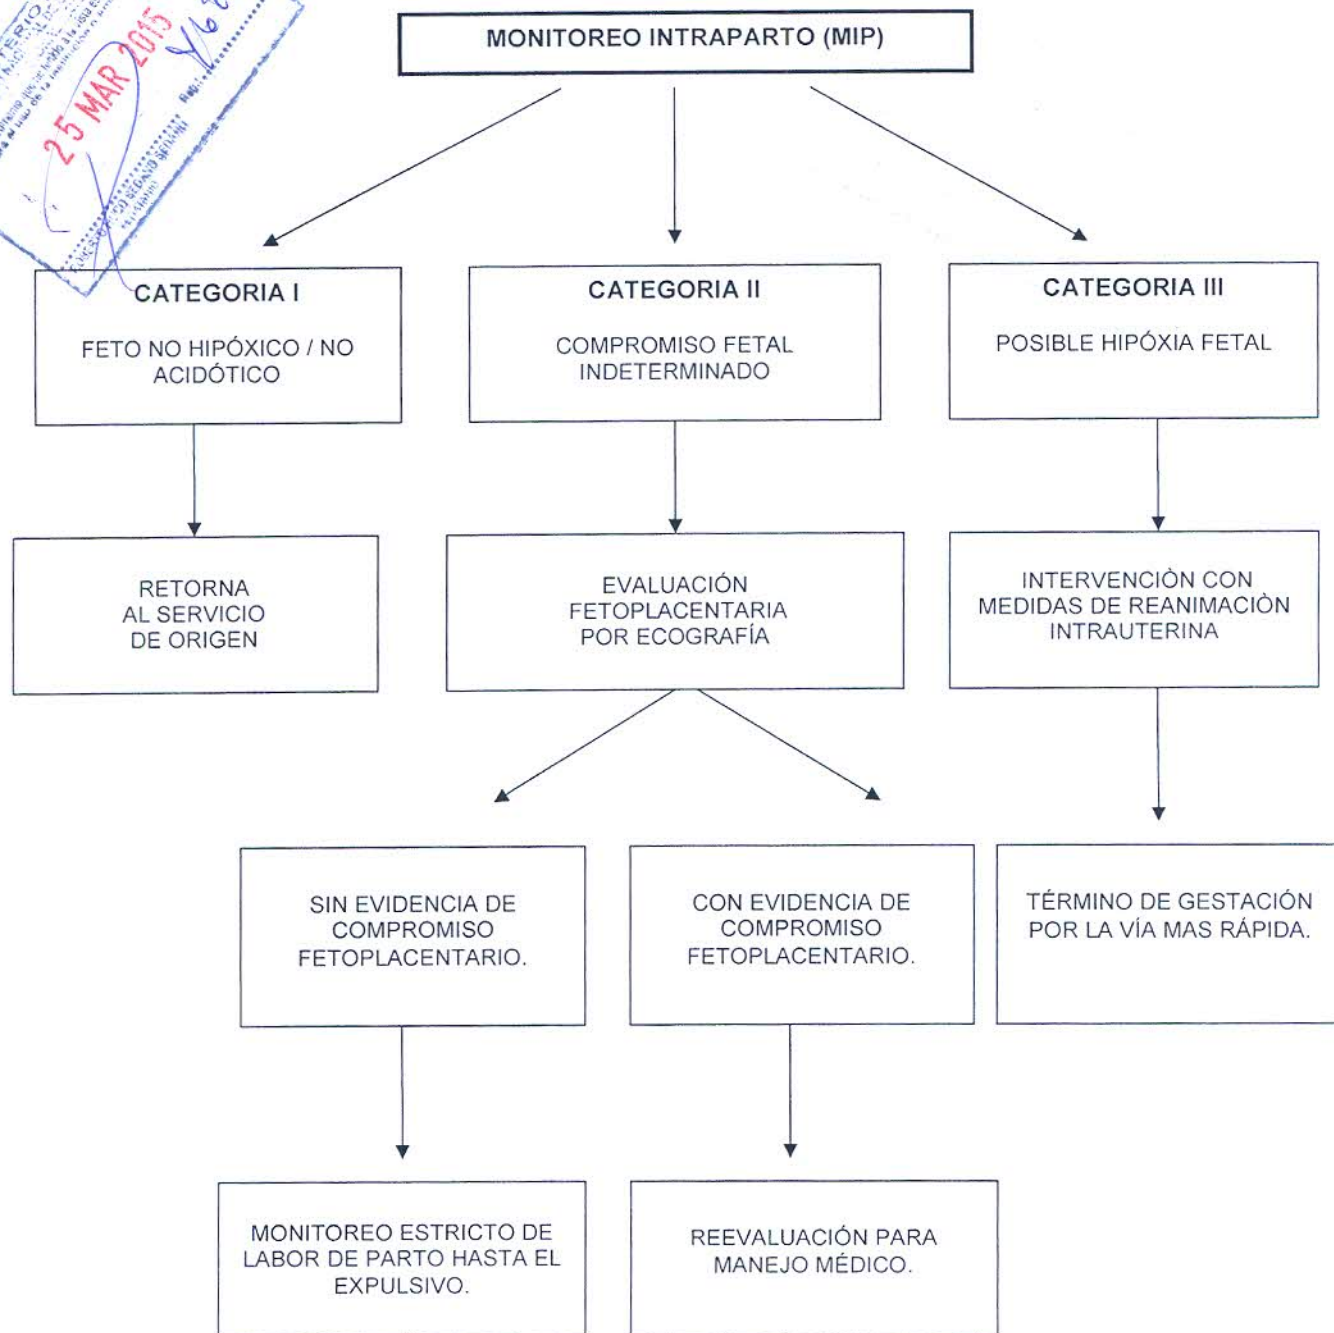 25 MAR 2015
MONITOREO INTRAPARTO (MIP)
CATEGORIA I
FETO NO HIPÓXICO / NO
ACIDÓTICO
CATEGORIA II
COMPROMISO FETAL
INDETERMINADO
CATEGORIA III
POSIBLE HIPÓXIA FETAL
RETORNA
AL SERVICIO
DE ORIGEN
EVALUACIÓN
FETOPLACENTARIA
POR ECOGRAFÍA
INTERVENCIÒN CON
MEDIDAS DE REANIMACIÒN
INTRAUTERINA
SIN EVIDENCIA DE
COMPROMISO
FETOPLACENTARIO.
CON EVIDENCIA DE
COMPROMISO
FETOPLACENTARIO.
TÉRMINO DE GESTACIÓN
POR LA VÍA MAS RÁPIDA.
MONITOREO ESTRICTO DE
LABOR DE PARTO HASTA EL
EXPULSIVO.
REEVALUACIÓN PARA
MANEJO MÉDICO.